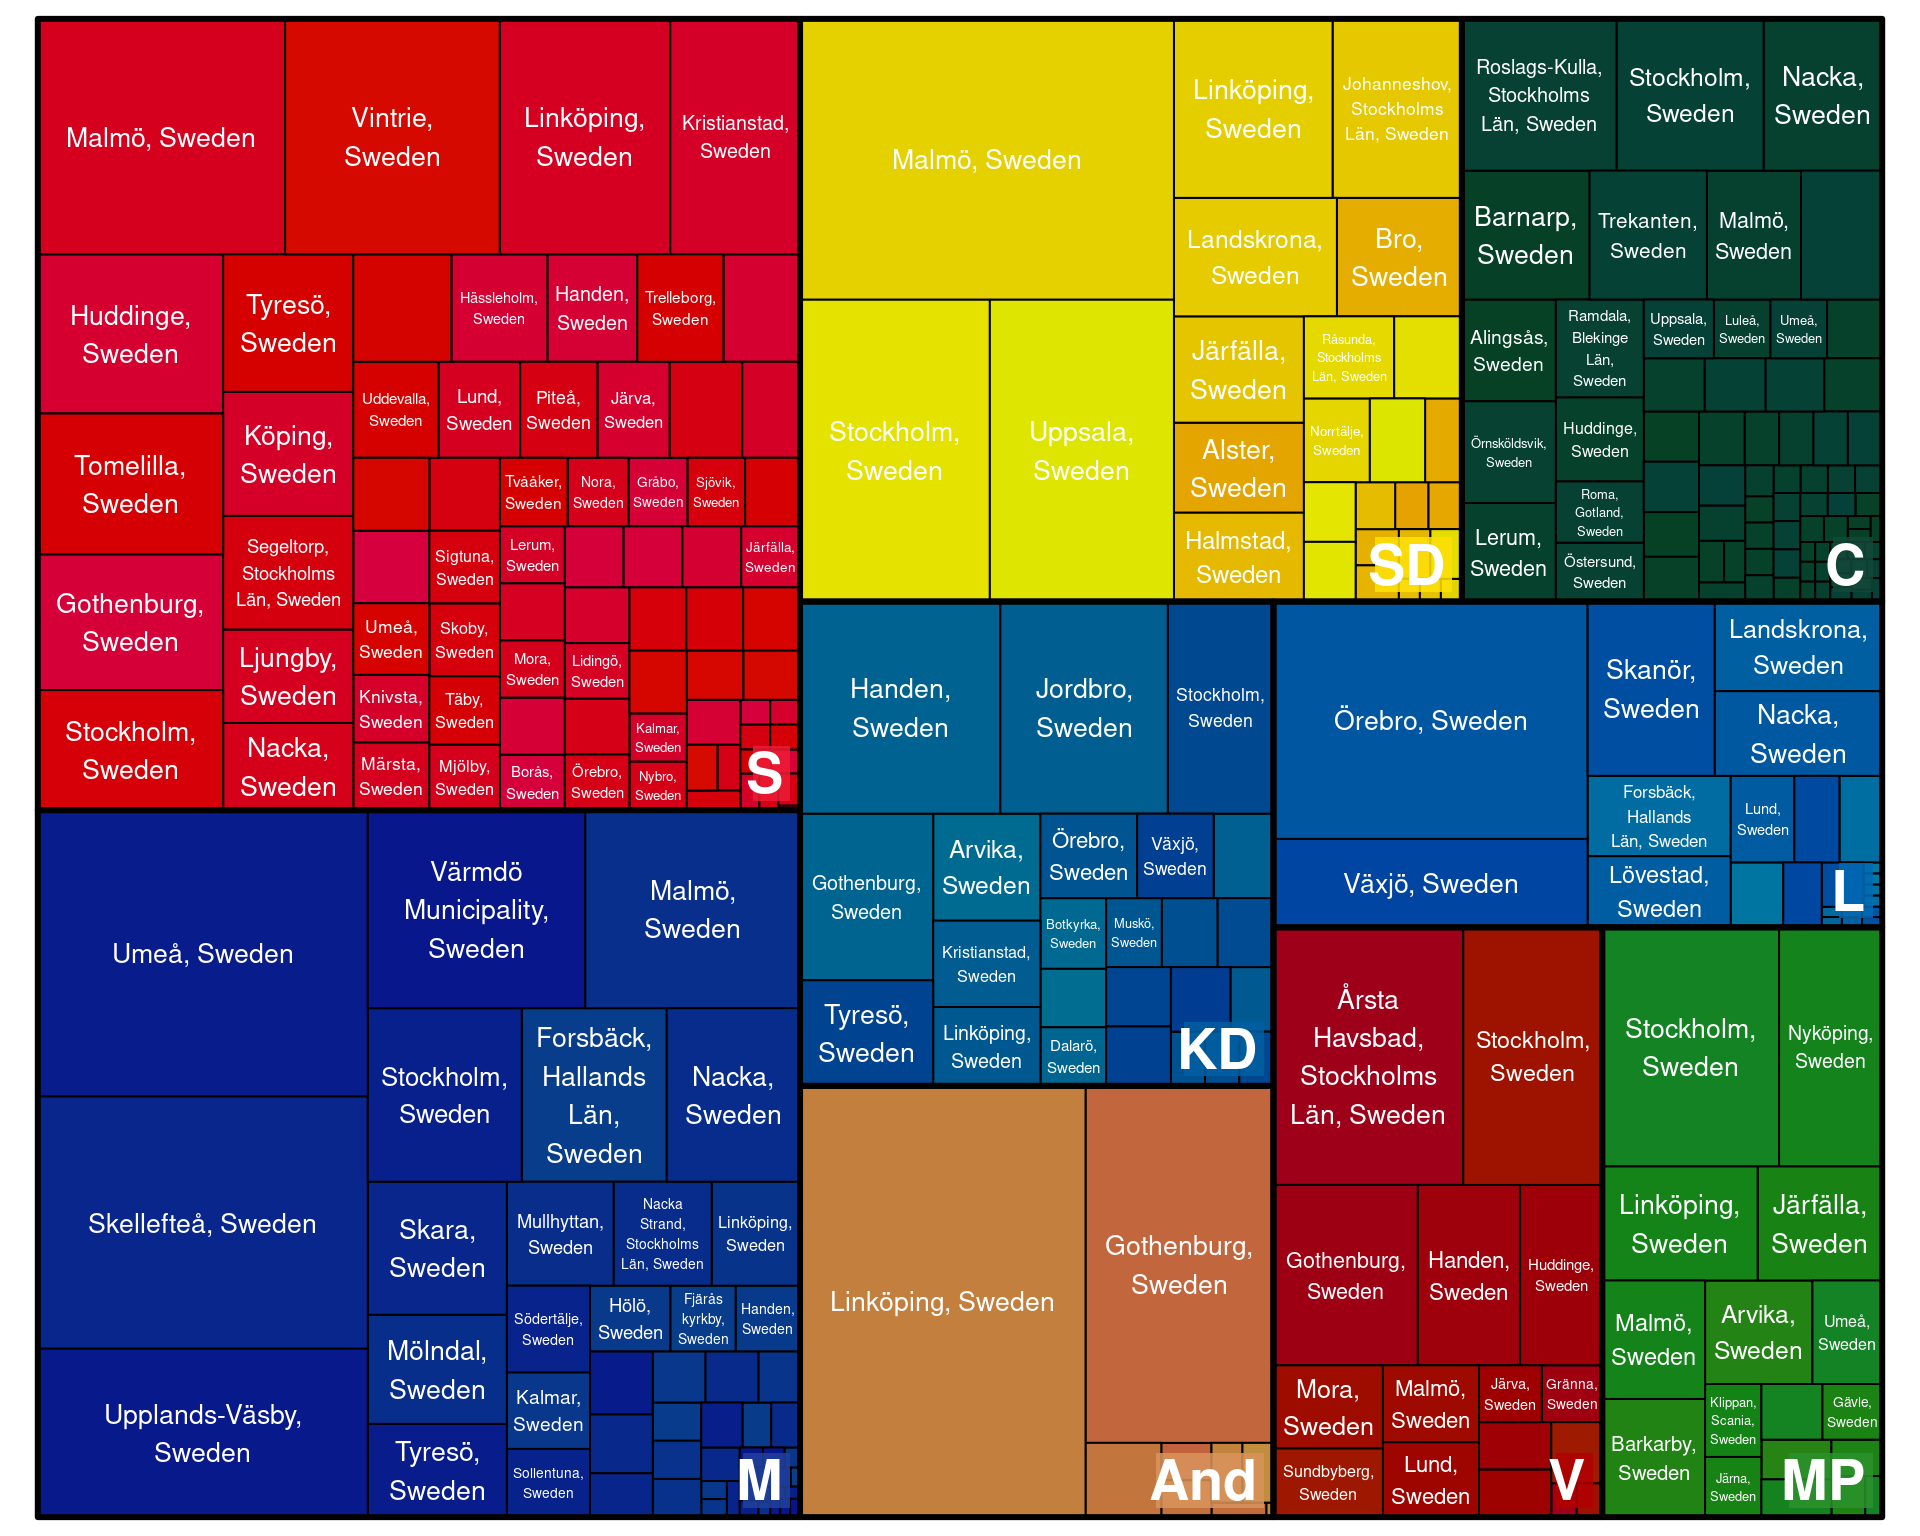 Malmö, Sweden
Vintrie,
Sweden
Linköping,
Sweden
Kristianstad,
Sweden
Huddinge,
Sweden
Tomelilla,
Sweden
Gothenburg,
Sweden
Stockholm,
Sweden
Tyresö,
Sweden
Köping,
Sweden
Segeltorp,
Stockholms
Län, Sweden
Ljungby,
Sweden
Nacka,
Sweden
Hässleholm,
Sweden
Handen,
Sweden
Trelleborg,
Sweden
Uddevalla,
Sweden
Lund,
Sweden
Piteå,
Sweden
Järva,
Sweden
Sigtuna,
Sweden
Umeå,
Sweden
Skoby,
Sweden
Knivsta,
Sweden
Täby,
Sweden
Märsta,
Sweden
Mjölby,
Sweden
Tvååker,
Sweden
Nora,
Sweden
Gråbo,
Sweden
Sjövik,
Sweden
Lerum,
Sweden
Järfälla,
Sweden
Mora,
Sweden
Lidingö,
Sweden
Borås,
Sweden
Örebro,
Sweden
Kalmar,
Sweden
Nybro,
Sweden
S
Umeå, Sweden
Skellefteå, Sweden
Upplands-Väsby,
Sweden
Värmdö
Municipality,
Sweden
Malmö,
Sweden
Stockholm,
Sweden
Forsbäck,
Hallands
Län,
Sweden
Nacka,
Sweden
Skara,
Sweden
Mölndal,
Sweden
Tyresö,
Sweden
Mullhyttan,
Sweden
Nacka
Strand,
Stockholms
Län, Sweden
Linköping,
Sweden
Södertälje,
Sweden
Hölö,
Sweden
Fjärås
kyrkby,
Sweden
Handen,
Sweden
Kalmar,
Sweden
Sollentuna,
Sweden
M
Malmö, Sweden
Stockholm,
Sweden
Uppsala,
Sweden
Linköping,
Sweden
Johanneshov,
Stockholms
Län, Sweden
Landskrona,
Sweden
Bro,
Sweden
Järfälla,
Sweden
Alster,
Sweden
Halmstad,
Sweden
Råsunda,
Stockholms
Län, Sweden
Norrtälje,
Sweden
SD
Roslags-Kulla,
Stockholms
Län, Sweden
Stockholm,
Sweden
Nacka,
Sweden
Barnarp,
Sweden
Trekanten,
Sweden
Malmö,
Sweden
Alingsås,
Sweden
Örnsköldsvik,
Sweden
Lerum,
Sweden
Ramdala,
Blekinge
Län,
Sweden
Huddinge,
Sweden
Roma,
Gotland,
Sweden
Östersund,
Sweden
Uppsala,
Sweden
Luleå,
Sweden
Umeå,
Sweden
C
Handen,
Sweden
Jordbro,
Sweden
Stockholm,
Sweden
Gothenburg,
Sweden
Tyresö,
Sweden
Arvika,
Sweden
Kristianstad,
Sweden
Linköping,
Sweden
Örebro,
Sweden
Växjö,
Sweden
Botkyrka,
Sweden
Muskö,
Sweden
Dalarö,
Sweden
KD
Örebro, Sweden
Växjö, Sweden
Skanör,
Sweden
Landskrona,
Sweden
Nacka,
Sweden
Forsbäck,
Hallands
Län, Sweden
Lövestad,
Sweden
Lund,
Sweden
L
Linköping, Sweden
Gothenburg,
Sweden
And
Årsta
Havsbad,
Stockholms
Län, Sweden
Stockholm,
Sweden
Gothenburg,
Sweden
Handen,
Sweden
Huddinge,
Sweden
Mora,
Sweden
Sundbyberg,
Sweden
Malmö,
Sweden
Lund,
Sweden
Järva,
Sweden
Gränna,
Sweden
V
Stockholm,
Sweden
Nyköping,
Sweden
Linköping,
Sweden
Järfälla,
Sweden
Malmö,
Sweden
Barkarby,
Sweden
Arvika,
Sweden
Umeå,
Sweden
Klippan,
Scania,
Sweden
Gävle,
Sweden
Järna,
Sweden
MP